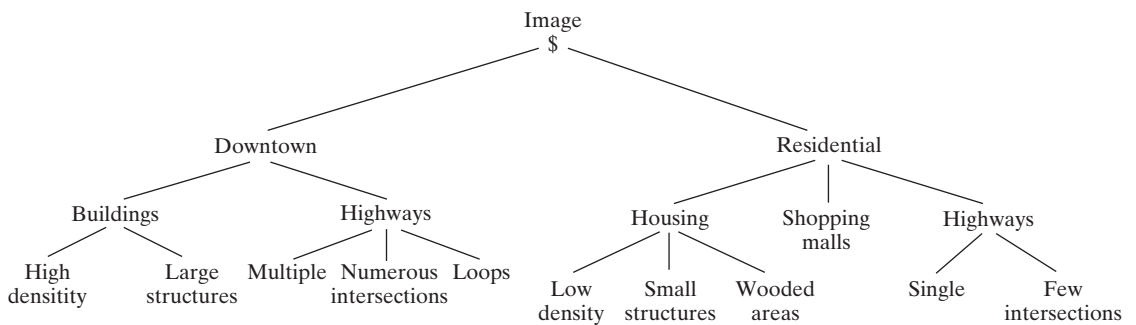 Image
$
Downtown
Residential
Buildings
Highways
Housing
Shopping
malls
Highways
High
densitity
Large
structures
Multiple
Numerous
intersections
Loops
Low
density
Small
structures
Wooded
areas
Single
Few
intersections